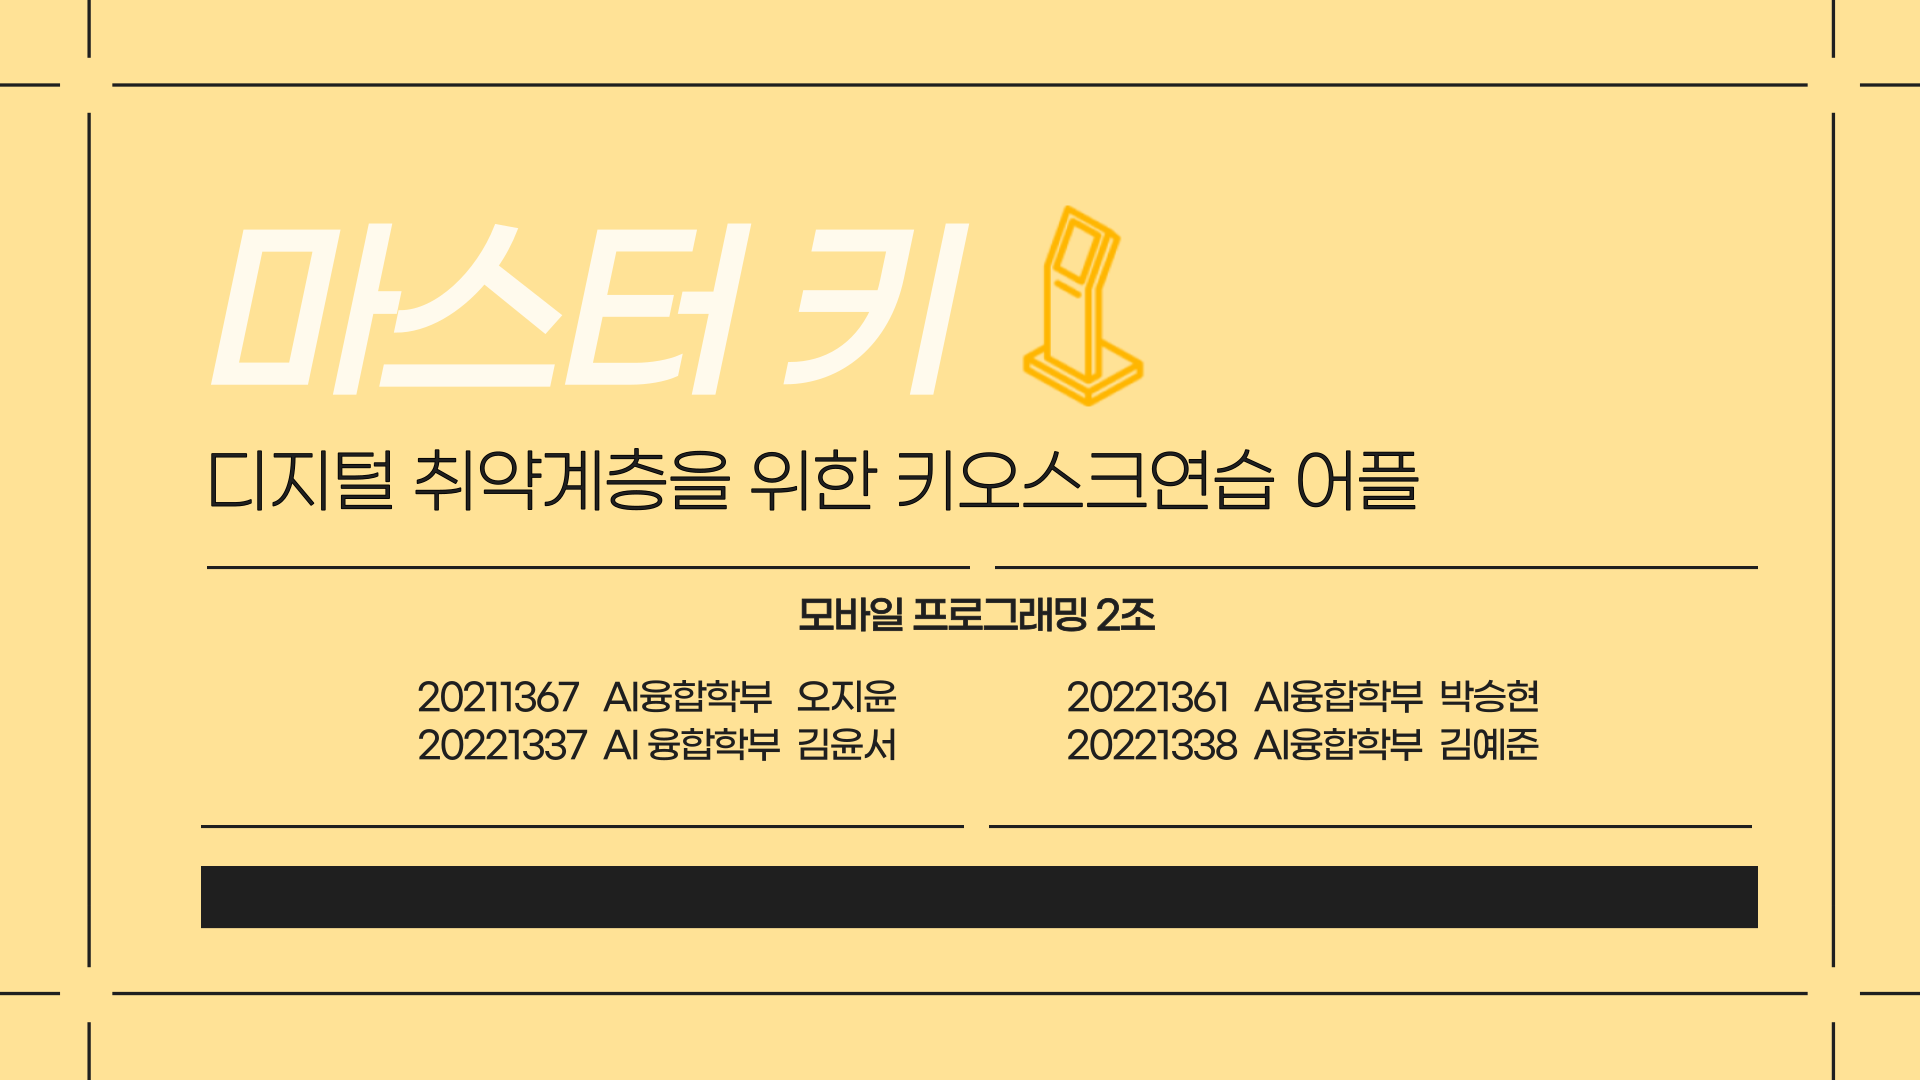 마스터 키
디지털 취약계층을 위한 키오스크연습 어플
모바일 프로그래밍 2조
20211367 AI융합학부 오지윤
20221337 AI 융합학부 김윤서
20221361 AI융합학부 박승현
20221338 AI융합학부 김예준